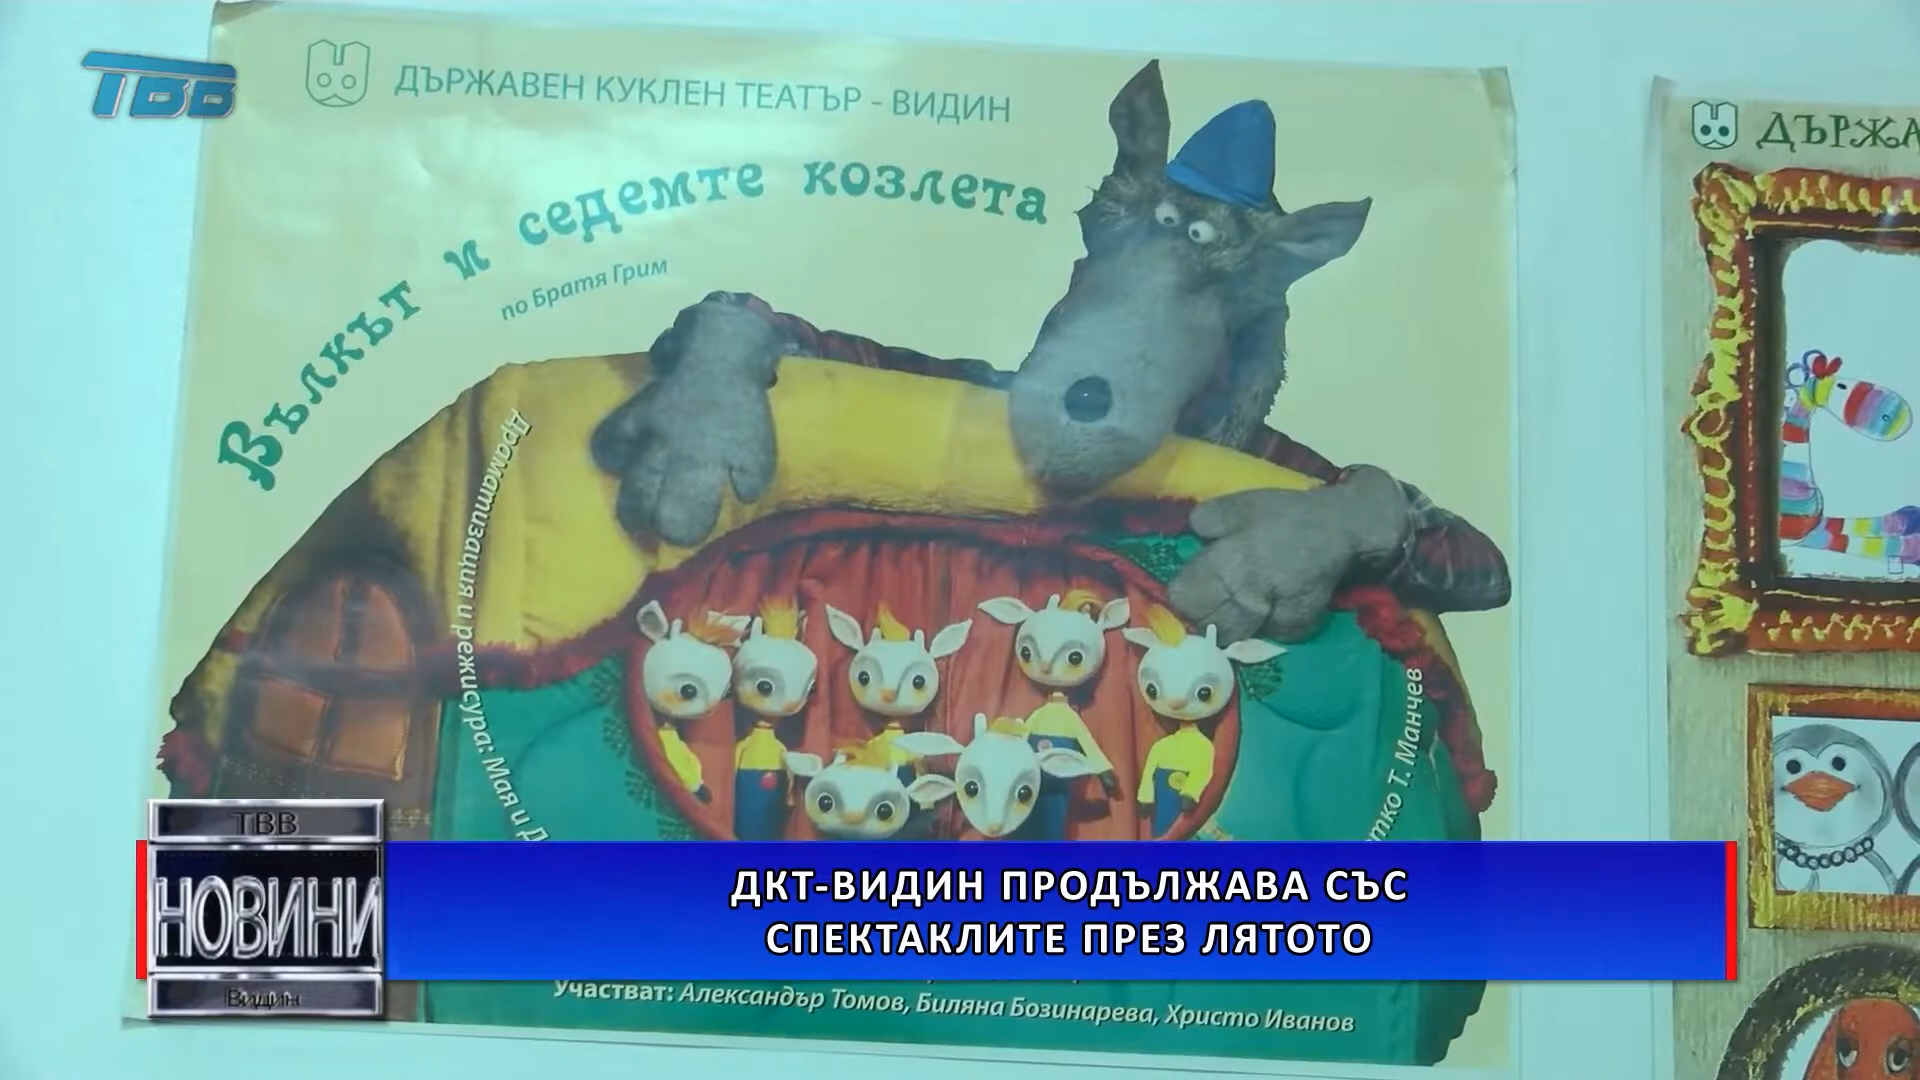 ТВВ
ДЪРЖАВЕН КУКЛЕН ТЕАТЪР - ВИДИН
Вълкът и седемте козлета
по Братя Грим
Драматизация и режисура: Мая и
Т. Манчев
ДЪРЖА
ТВВ
НОВИНИ
Видин
ДКТ-ВИДИН ПРОДЪЛЖАВА СЪС
СПЕКТАКЛИТЕ ПРЕЗ ЛЯТОТО
Участват: Александър Томов, Биляна Бозинарева, Христо Иванов